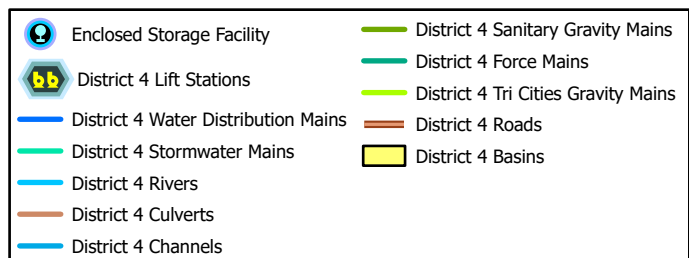 Enclosed Storage Facility
District 4 Lift Stations
District 4 Water Distribution Mains
District 4 Stormwater Mains
District 4 Rivers
District 4 Culverts
District 4 Channels
District 4 Sanitary Gravity Mains
District 4 Force Mains
District 4 Tri Cities Gravity Mains
District 4 Roads
District 4 Basins